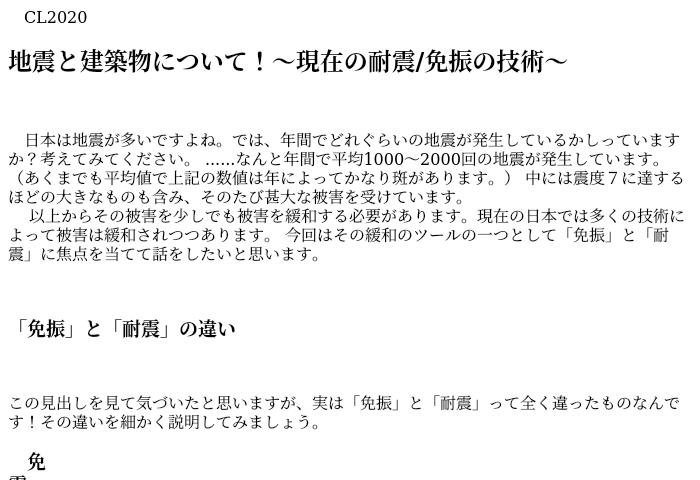 CL2020
地震と建築物について！～現在の耐震/免振の技術～
日本は地震が多いですよね。では、年間でどれぐらいの地震が発生しているかしっています
か？考えてみてください。 ……なんと年間で平均1000～2000回の地震が発生しています。
（あくまでも平均値で上記の数値は年によってかなり斑があります。） 中には震度７に達する
ほどの大きなものも含み、そのたび甚大な被害を受けています。
以上からその被害を少しでも被害を緩和する必要があります。現在の日本では多くの技術に
よって被害は緩和されつつあります。 今回はその緩和のツールの一つとして「免振」と「耐
震」に焦点を当てて話をしたいと思います。
「免振」と「耐震」の違い
この見出しを見て気づいたと思いますが、実は「免振」と「耐震」って全く違ったものなんで
す！その違いを細かく説明してみましょう。
免